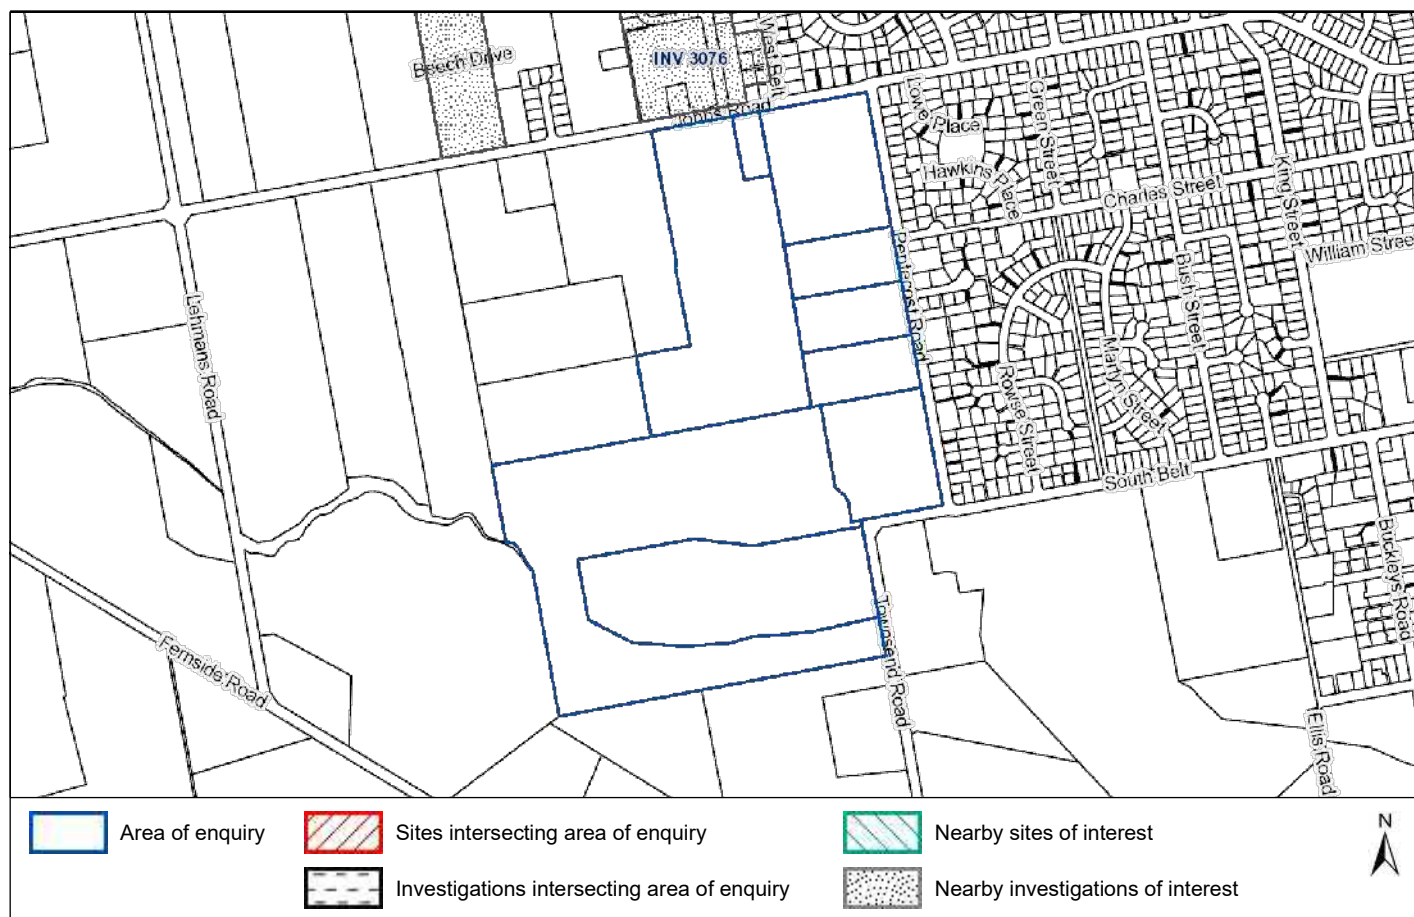 West Belt
Beech Drive
INV 3076
Johns Road
Lowe Place
Green Street
Hawkins Place
Charles Street
King Street
William Stree
Pentecost Road
Bush Street
Lehmans Road
Martyn Street
Rowse Street
South Belt
Buckleys Road
Townsend Road
Fernside Road
Ellis Road
Area of enquiry
Sites intersecting area of enquiry
Nearby sites of interest
N
Investigations intersecting area of enquiry
Nearby investigations of interest